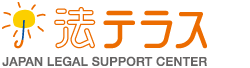 法テラス
JAPAN LEGAL SUPPORT CENTER